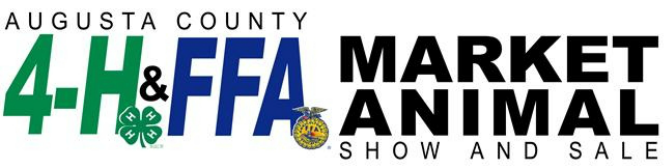 AUGUSTA COUNTY
4-H & FFA
H H
H H
MARKET
ANIMAL
SHOW AND SALE